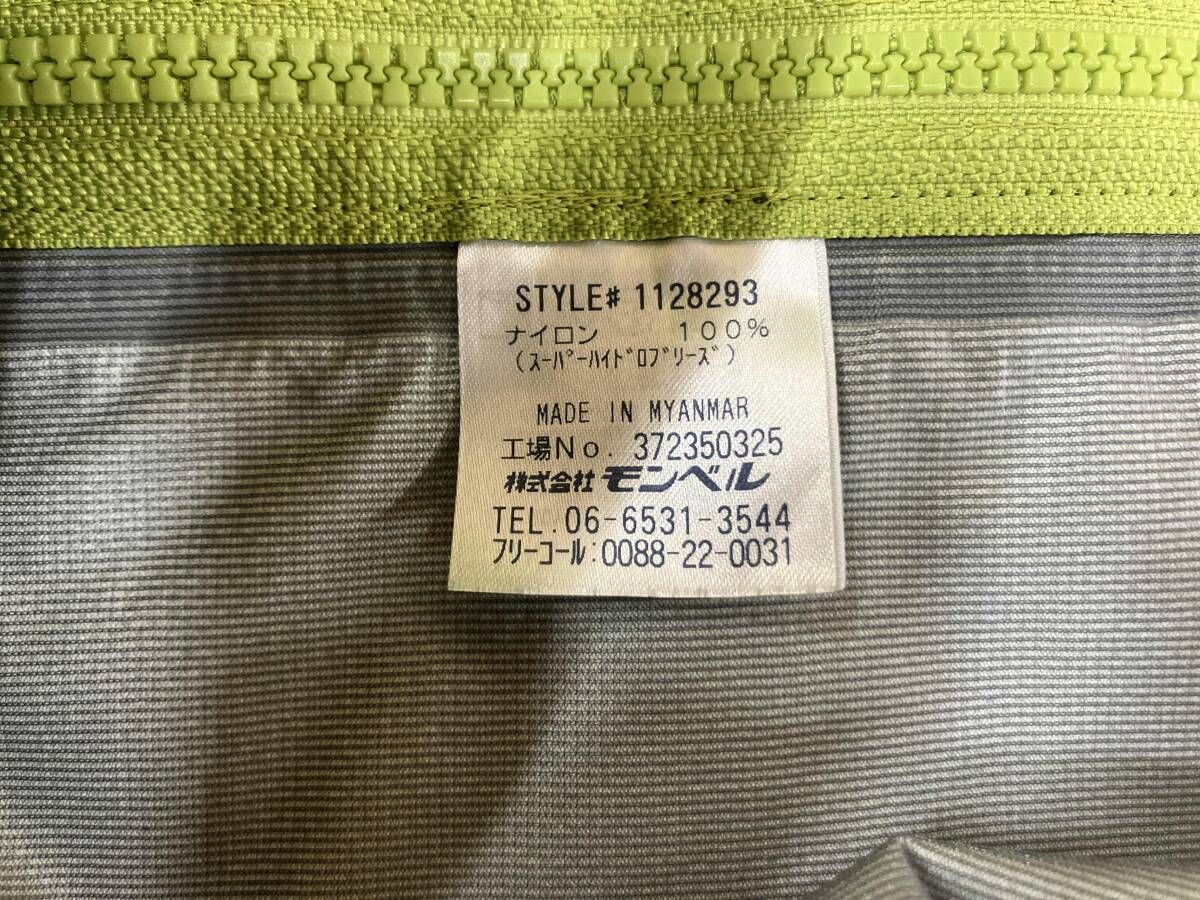 STYLE# 1128293
ナイロン 100%
(ｽｰﾊﾟｰﾊｲﾄﾞﾛﾌﾞﾘｰｽﾞ)
MADE IN MYANMAR
工場No. 372350325
株式会社 モンベル
TEL.06-6531-3544
ﾌﾘｰｺｰﾙ:0088-22-0031